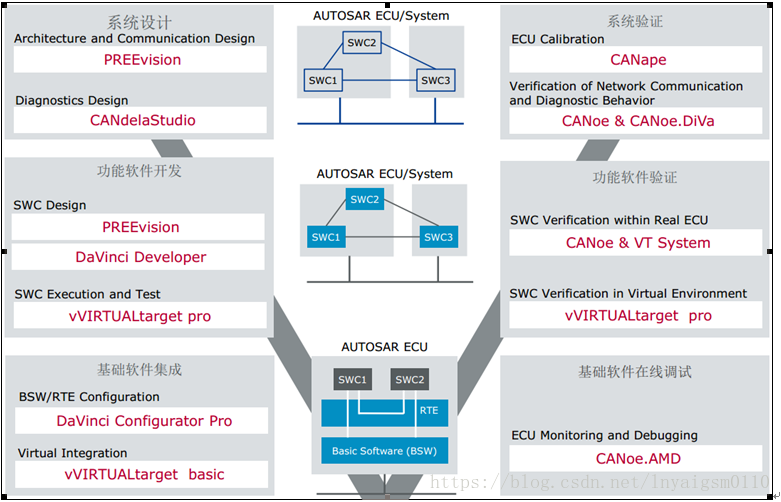 系统设计
Architecture and Communication Design
PREEvision
Diagnostics Design
CANdelaStudio
功能软件开发
SWC Design
PREEvision
DaVinci Developer
SWC Execution and Test
vVIRTUALtarget pro
基础软件集成
BSW/RTE Configuration
DaVinci Configurator Pro
Virtual Integration
vVIRTUALtarget basic
AUTOSAR ECU/System
SWC2
SWC1
SWC3
AUTOSAR ECU/System
SWC2
SWC1
SWC3
AUTOSAR ECU
SWC1
SWC2
RTE
Basic Software (BSW)
系统验证
ECU Calibration
CANape
Verification of Network Communication
and Diagnostic Behavior
CANoe & CANoe.DiVa
功能软件验证
SWC Verification within Real ECU
CANoe & VT System
SWC Verification in Virtual Environment
vVIRTUALtarget pro
基础软件在线调试
ECU Monitoring and Debugging
CANoe.AMD
https://blog.csdn.net/lnyaigsm0110